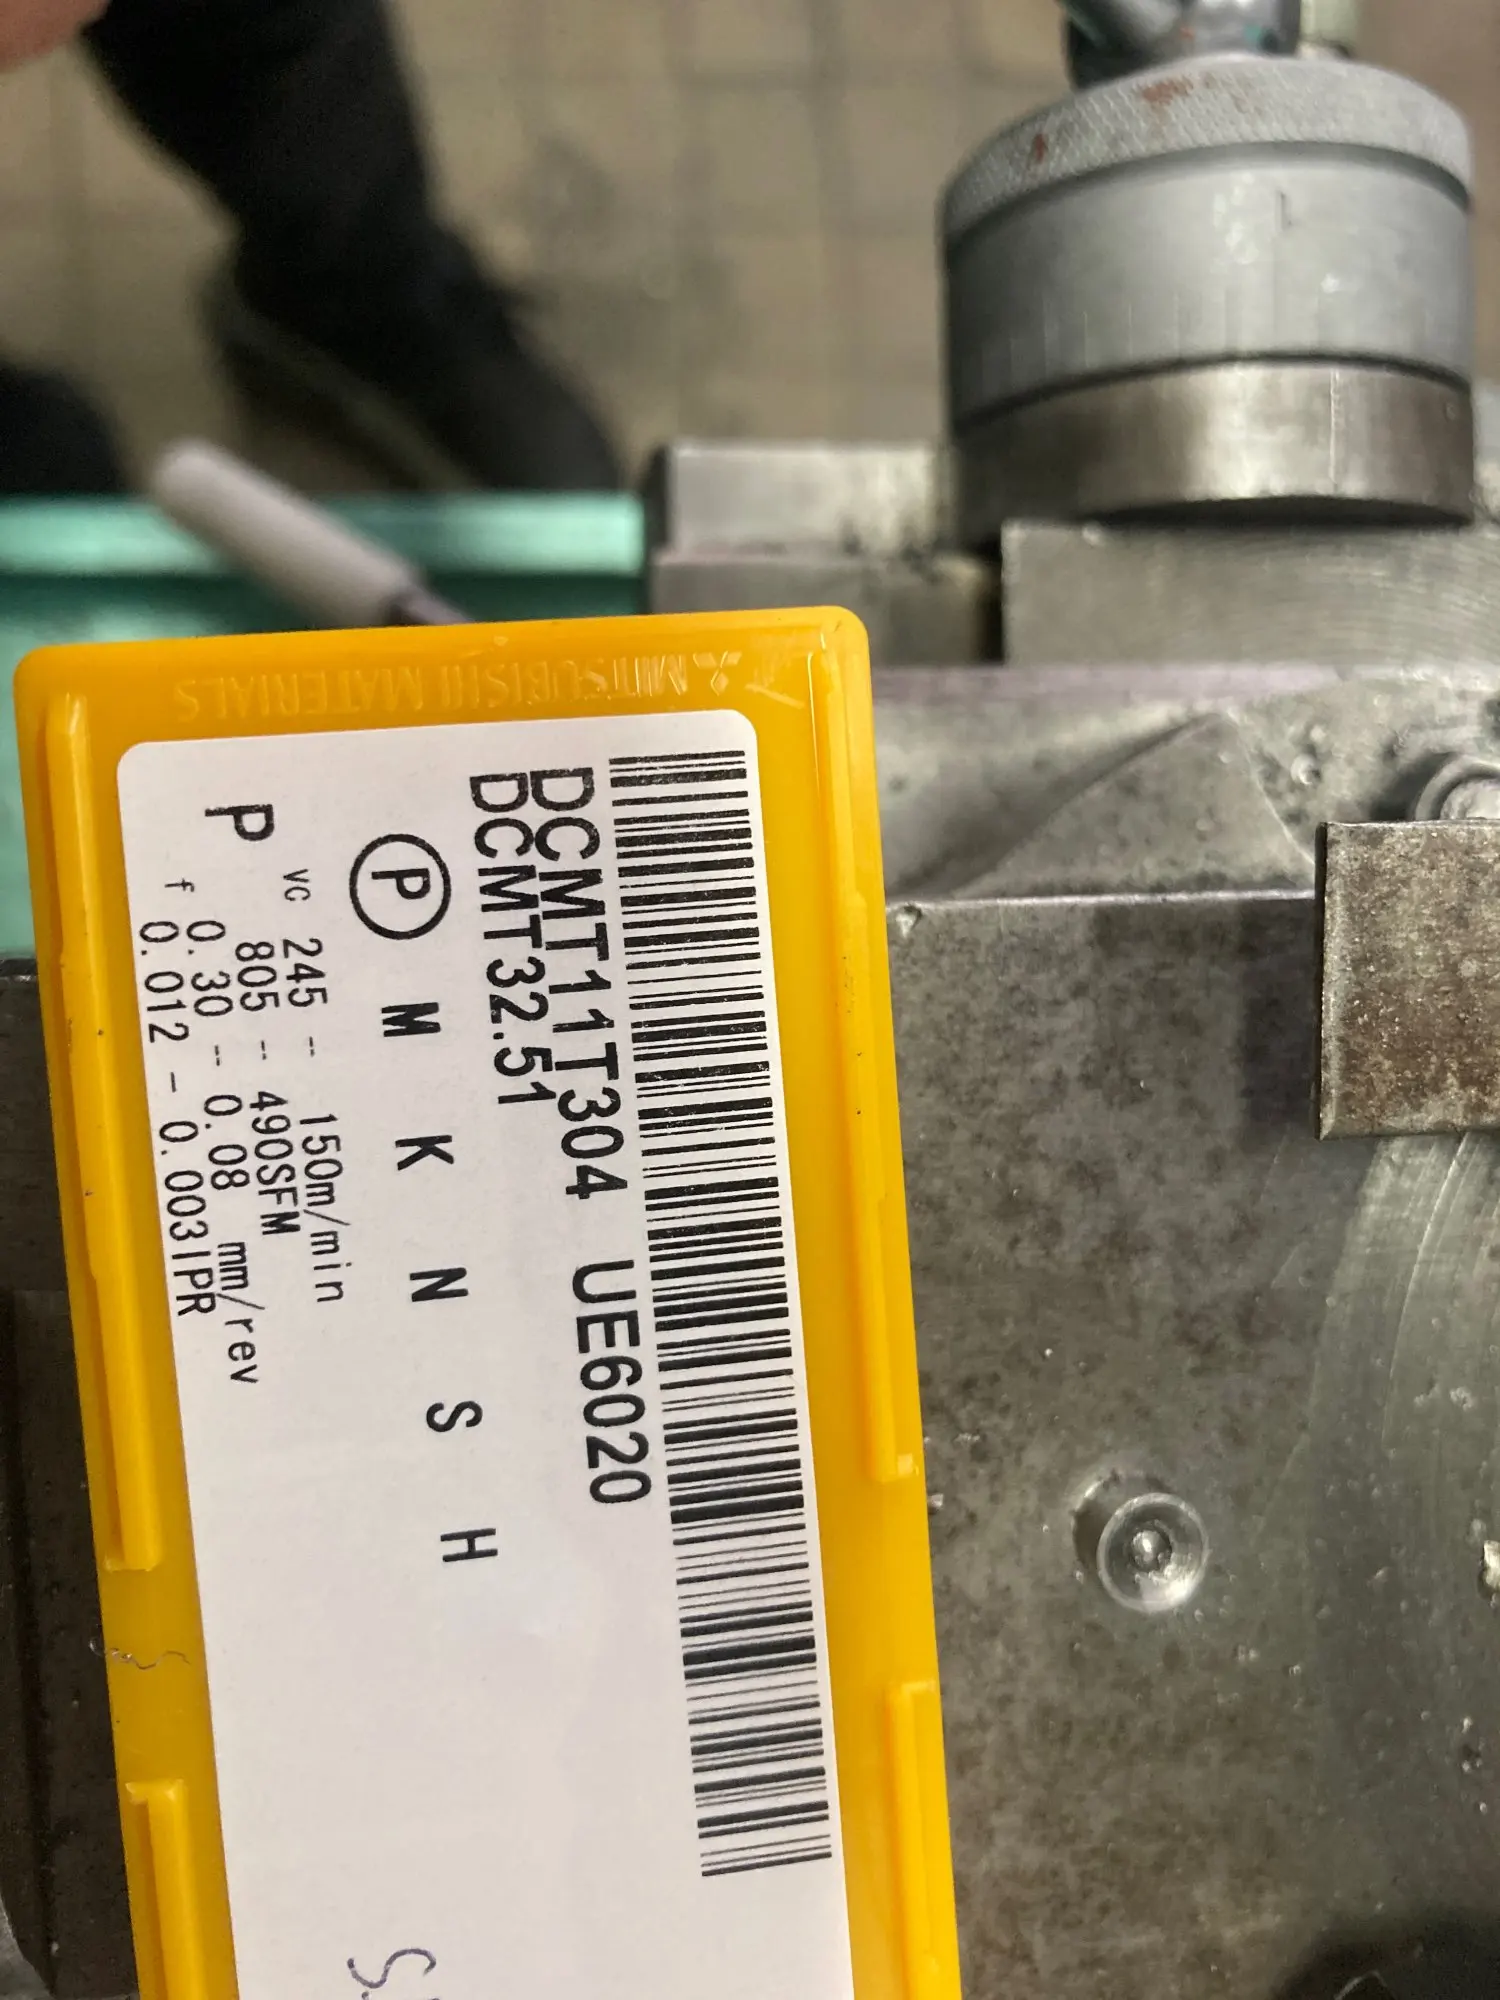 MITSUBISHI MATERIALS
DCMT11T304 UE6020
DCMT32.51
P M K N S H
P vc 245 -- 150m/min
805 -- 490SFM
f 0.30 -- 0.08 mm/rev
0.012 - 0.003IPR